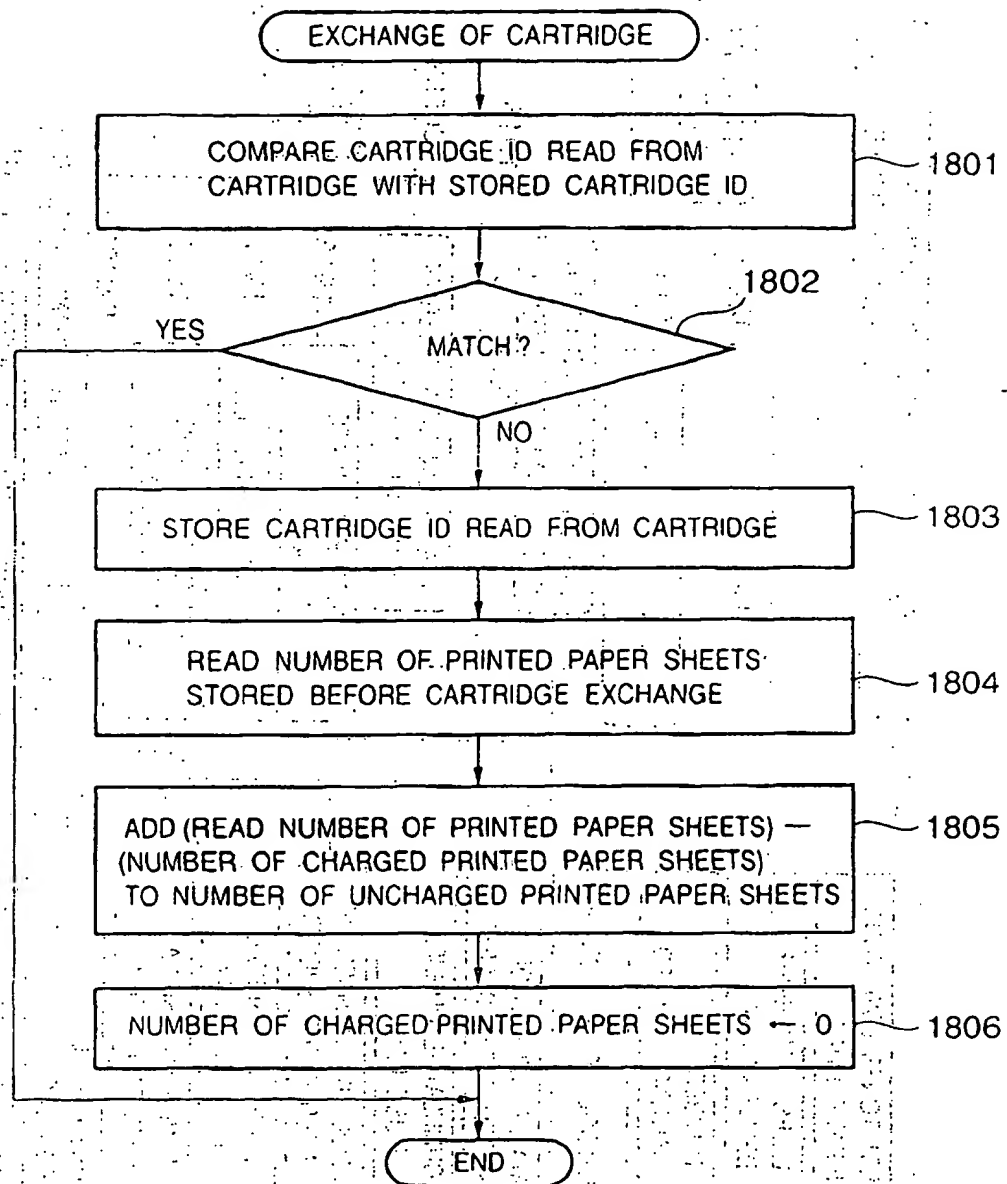 EXCHANGE OF CARTRIDGE
COMPARE CARTRIDGE ID READ FROM
CARTRIDGE WITH STORED CARTRIDGE ID
1801
1802
YES
MATCH ?
NO
STORE CARTRIDGE ID READ FROM CARTRIDGE
1803
READ NUMBER OF PRINTED PAPER SHEETS
STORED BEFORE CARTRIDGE EXCHANGE
1804
ADD (READ NUMBER OF PRINTED PAPER SHEETS) —
(NUMBER OF CHARGED PRINTED PAPER SHEETS)
TO NUMBER OF UNCHARGED PRINTED PAPER SHEETS
1805
NUMBER OF CHARGED PRINTED PAPER SHEETS ← 0
1806
END